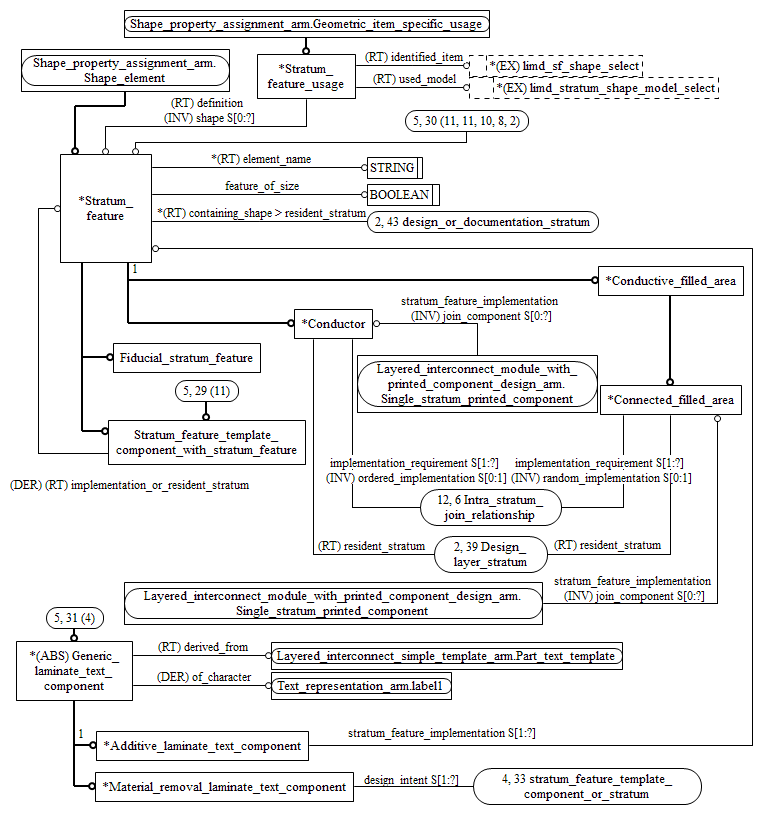 Shape_property_assignment_arm.Geometric_item_specific_usage
Shape_property_assignment_arm.
Shape_element
*Stratum_
feature_usage
(RT) identified_item
*(EX) limd_sf_shape_select
(RT) used_model
*(EX) limd_stratum_shape_model_select
(RT) definition
(INV) shape S[0:?]
5, 30 (11, 11, 10, 8, 2)
*Stratum_
feature
*(RT) element_name
STRING
feature_of_size
BOOLEAN
*(RT) containing_shape > resident_stratum
2, 43 design_or_documentation_stratum
1
*Conductive_filled_area
stratum_feature_implementation
(INV) join_component S[0:?]
*Conductor
Fiducial_stratum_feature
Layered_interconnect_module_with_
printed_component_design_arm.
Single_stratum_printed_component
5, 29 (11)
*Connected_filled_area
Stratum_feature_template_
component_with_stratum_feature
implementation_requirement S[1:?]
(INV) ordered_implementation S[0:1]
implementation_requirement S[1:?]
(INV) random_implementation S[0:1]
(DER) (RT) implementation_or_resident_stratum
12, 6 Intra_stratum_
join_relationship
(RT) resident_stratum
2, 39 Design_
layer_stratum
(RT) resident_stratum
stratum_feature_implementation
(INV) join_component S[0:?]
Layered_interconnect_module_with_printed_component_design_arm.
Single_stratum_printed_component
5, 31 (4)
*(ABS) Generic_
laminate_text_
component
(RT) derived_from
Layered_interconnect_simple_template_arm.Part_text_template
(DER) of_character
Text_representation_arm.label1
1
stratum_feature_implementation S[1:?]
*Additive_laminate_text_component
*Material_removal_laminate_text_component
design_intent S[1:?]
4, 33 stratum_feature_template_
component_or_stratum